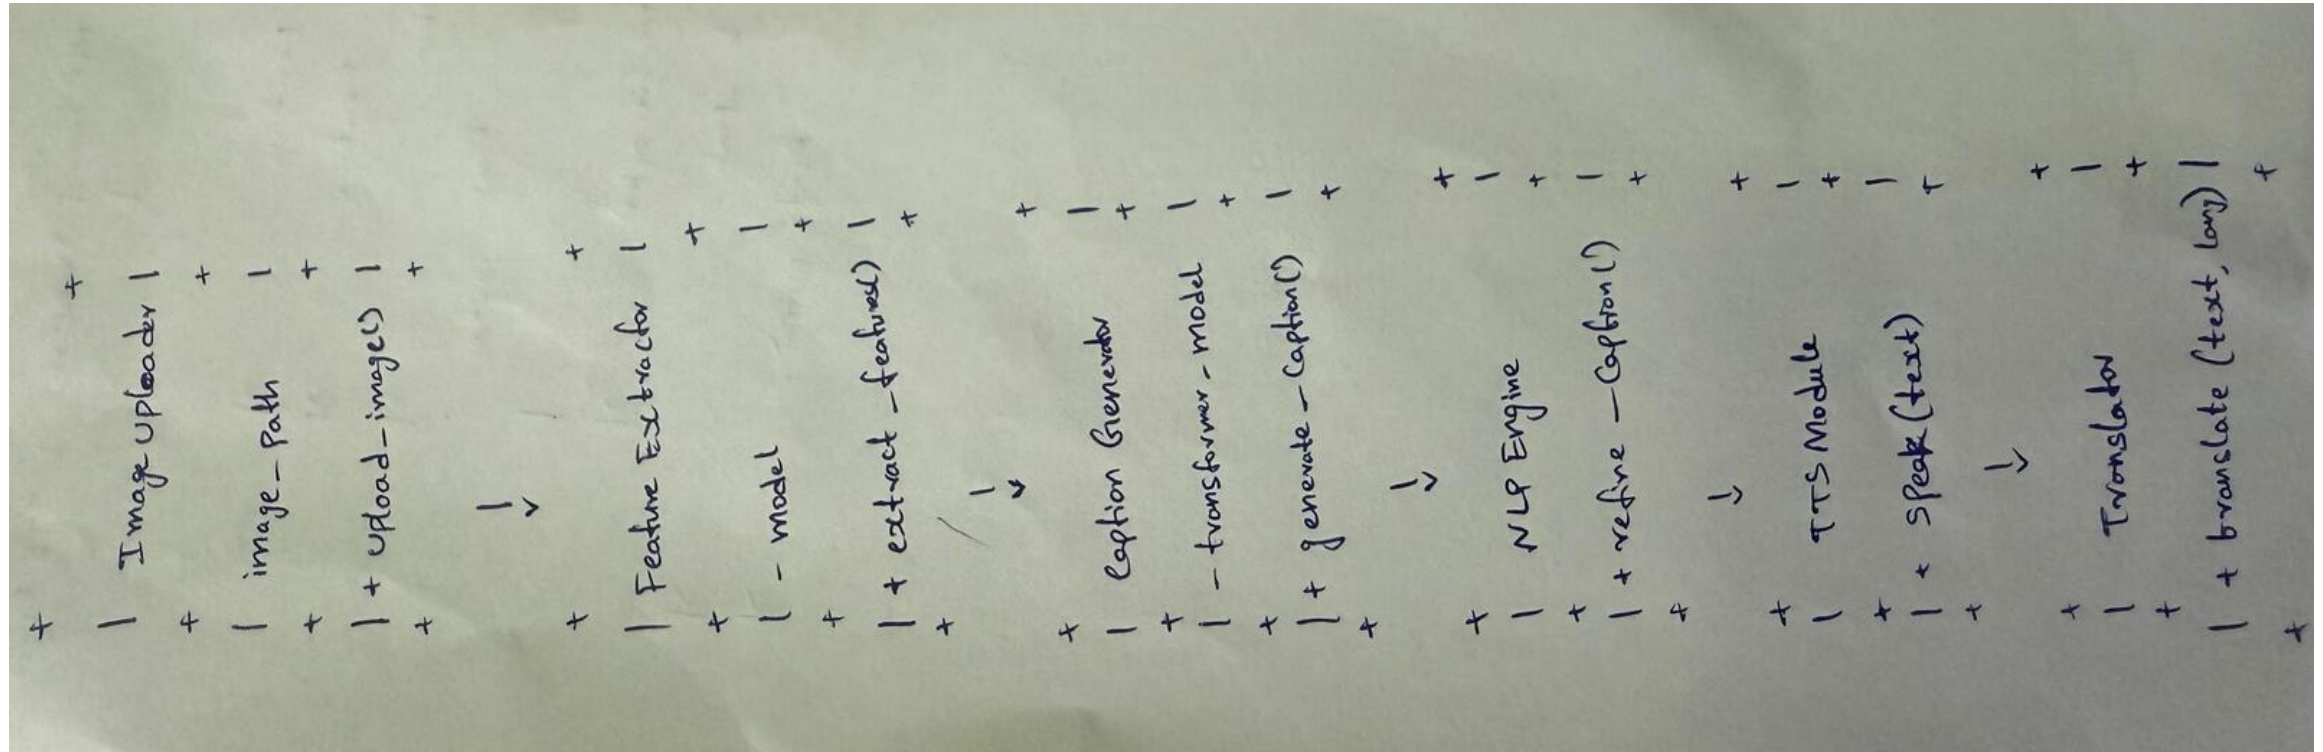 + +
| Image Uploader |
+ +
| image_Path |
+ +
| + upload_image() |
+ +
|
v
+ +
| Feature Extractor |
+ +
| - model |
+ +
| + extract_features() |
+ +
|
v
+ +
| Caption Generator |
+ +
| - transformer_model |
+ +
| + generate_Caption() |
+ +
|
v
+ +
| NLP Engine |
+ +
| + refine_Caption() |
+ +
|
v
+ +
| TTS Module |
+ +
| + Speak(text) |
+ +
|
v
+ +
| Translator |
+ +
| + translate (text, lang) |
+ +